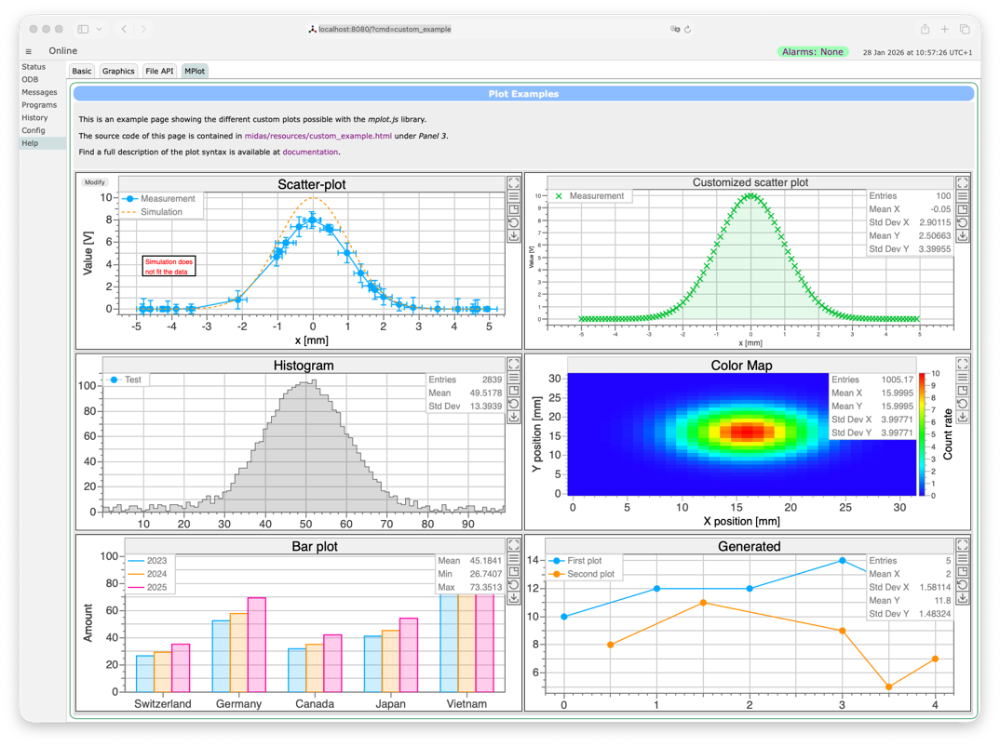 localhost:8080/?cmd=custom_example
Online
Alarms: None
28 Jan 2026 at 10:57:26 UTC+1
Status
ODB
Messages
Programs
History
Config
Help
Basic
Graphics
File API
MPlot
Plot Examples
This is an example page showing the different custom plots possible with the mplot.js library.
The source code of this page is contained in midas/resources/custom_example.html under Panel 3.
Find a full description of the plot syntax is available at documentation.
Modify
Scatter-plot
Measurement
Simulation
Simulation does
not fit the data
Value [V]
10
8
6
4
2
0
-5 -4 -3 -2 -1 0 1 2 3 4 5
x [mm]
Customized scatter plot
Measurement
Entries 100
Mean X -0.05
Std Dev X 2.90115
Mean Y 2.50663
Std Dev Y 3.39955
Value [V]
10
9
8
7
6
5
4
3
2
1
0
-5 -4 -3 -2 -1 0 1 2 3 4 5
x [mm]
Histogram
Test
Entries 2839
Mean 49.5178
Std Dev 13.3939
100
80
60
40
20
0
10 20 30 40 50 60 70 80 90
Color Map
Entries 1005.17
Mean X 15.9995
Mean Y 15.9995
Std Dev X 3.99771
Std Dev Y 3.99771
Y position [mm]
30
25
20
15
10
5
0
0 5 10 15 20 25 30
X position [mm]
10
9
8
7
6
5
4
3
2
1
0
Count rate
Bar plot
2023
2024
2025
Mean 45.1841
Min 26.7407
Max 73.3513
Amount
100
80
60
40
20
0
Switzerland Germany Canada Japan Vietnam
Generated
First plot
Second plot
Entries 5
Mean X 2
Std Dev X 1.58114
Mean Y 11.8
Std Dev Y 1.48324
14
12
10
8
6
0 1 2 3 4